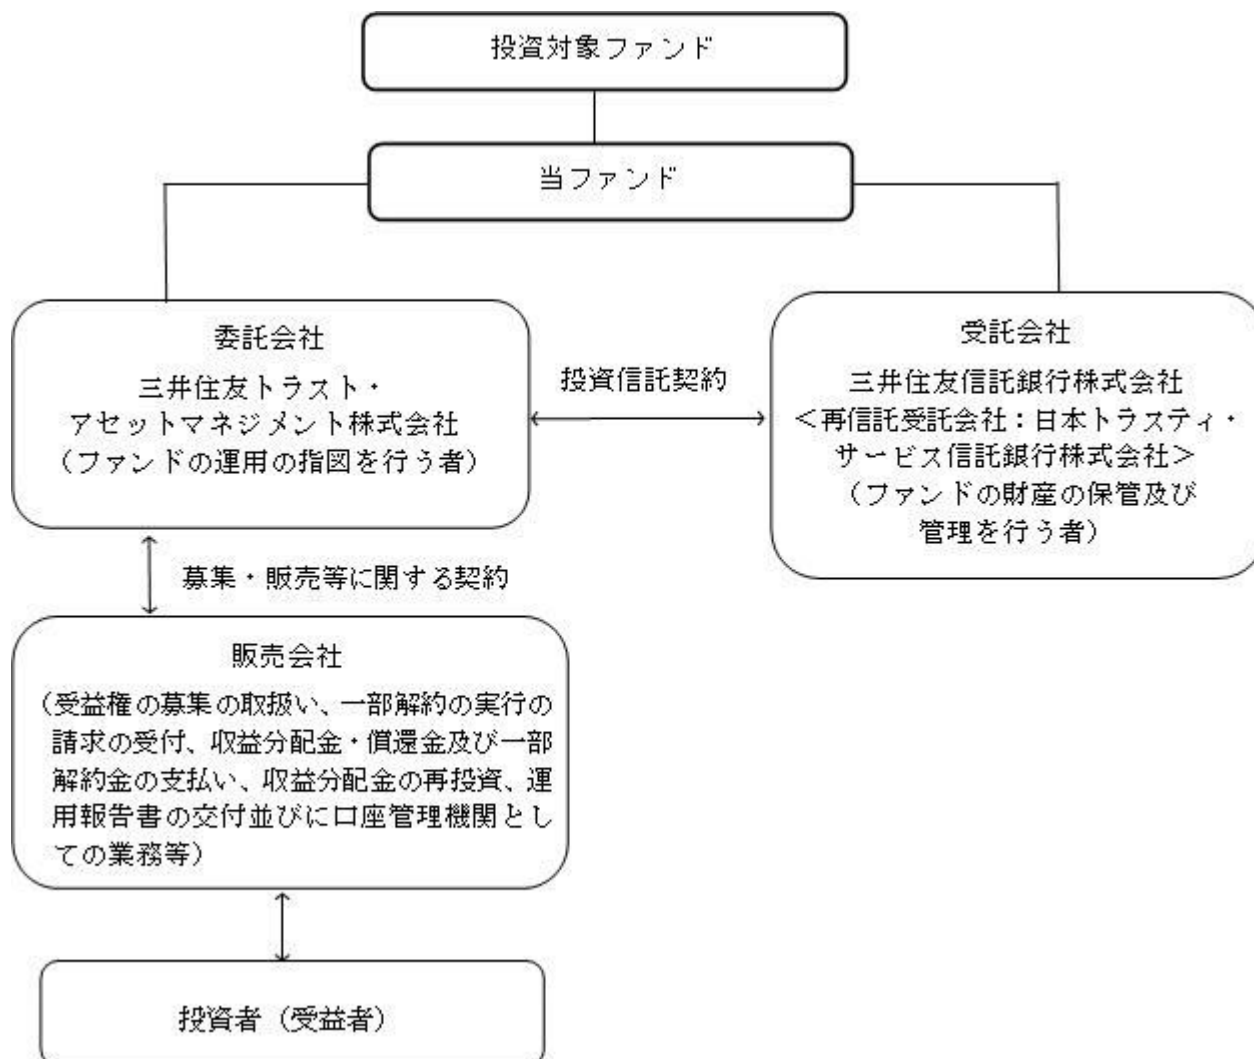 投資対象ファンド
当ファンド
委託会社
三井住友トラスト・
アセットマネジメント株式会社
（ファンドの運用の指図を行う者）
投資信託契約
受託会社
三井住友信託銀行株式会社
＜再信託受託会社：日本トラスティ・
サービス信託銀行株式会社＞
（ファンドの財産の保管及び
管理を行う者）
募集・販売等に関する契約
販売会社
（受益権の募集の取扱い、一部解約の実行の
請求の受付、収益分配金・償還金及び一部
解約金の支払い、収益分配金の再投資、運
用報告書の交付並びに口座管理機関とし
ての業務等）
投資者（受益者）